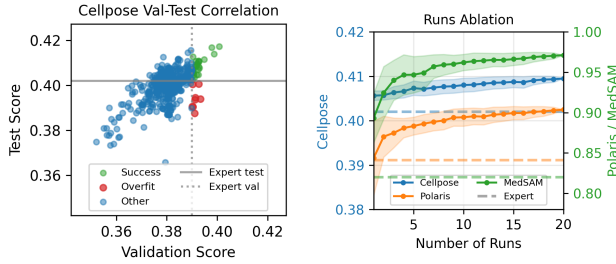 Cellpose Val-Test Correlation
0.42
0.40
0.38
0.36
Test Score
Success
Overfit
Other
Expert test
Expert val
0.36
0.38
0.40
0.42
Validation Score
Runs Ablation
0.42
0.41
0.40
0.39
0.38
Cellpose
1.00
0.95
0.90
0.85
0.80
Polaris / MedSAM
Cellpose
Polaris
MedSAM
Expert
5
10
15
20
Number of Runs